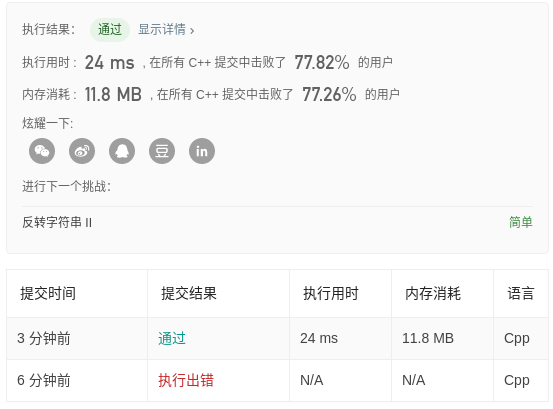 执行结果： 通过 显示详情 ›
执行用时 : 24 ms , 在所有 C++ 提交中击败了 77.82% 的用户
内存消耗 : 11.8 MB , 在所有 C++ 提交中击败了 77.26% 的用户
炫耀一下:
进行下一个挑战：
反转字符串 II 简单
提交时间 提交结果 执行用时 内存消耗 语言
3 分钟前 通过 24 ms 11.8 MB Cpp
6 分钟前 执行出错 N/A N/A Cpp